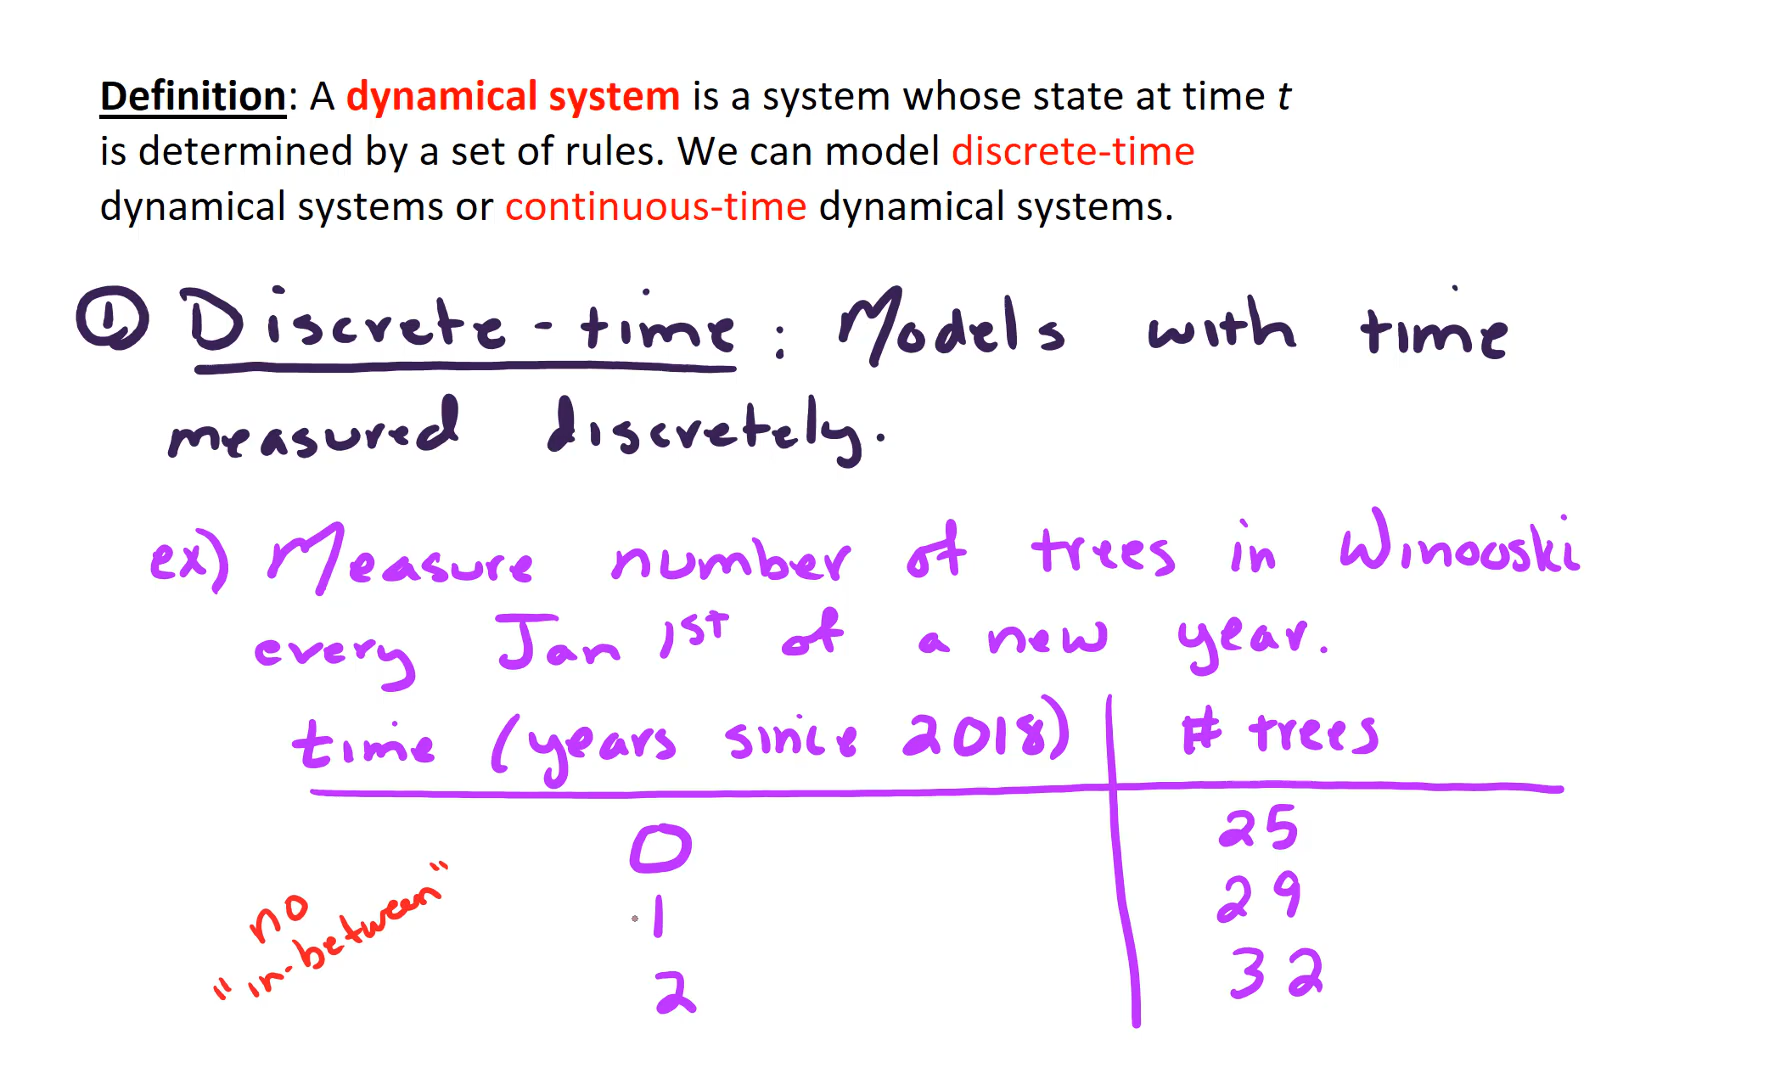 Definition: A dynamical system is a system whose state at time t
is determined by a set of rules. We can model discrete-time
dynamical systems or continuous-time dynamical systems.
① Discrete-time: Models with time
measured discretely.
ex) Measure number of trees in Winooski
every Jan 1st of a new year.
time (years since 2018) # trees
0 25
1 29
2 32
no
"in-between"